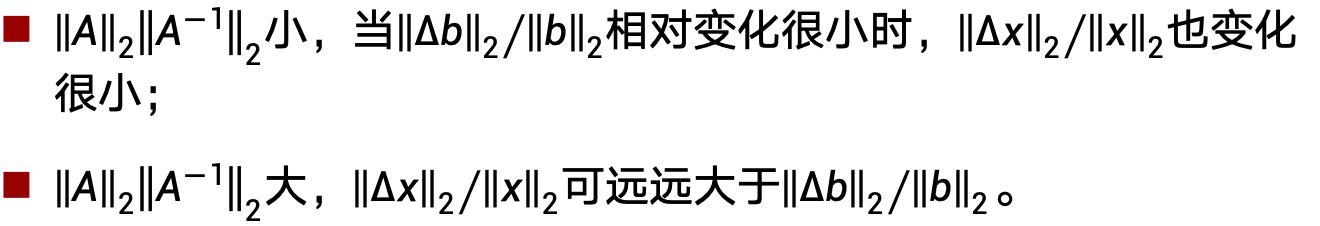 ■ ‖A‖₂‖A⁻¹‖₂小，当‖Δb‖₂/‖b‖₂相对变化很小时，‖Δx‖₂/‖x‖₂也变化
很小；
■ ‖A‖₂‖A⁻¹‖₂大，‖Δx‖₂/‖x‖₂可远远大于‖Δb‖₂/‖b‖₂。